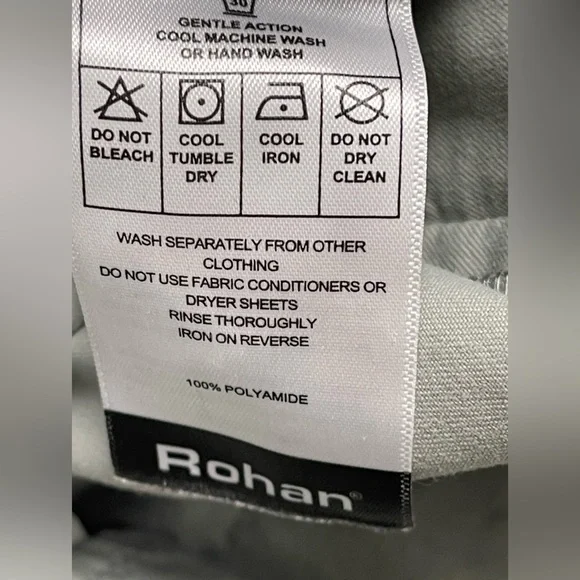 30
GENTLE ACTION
COOL MACHINE WASH
OR HAND WASH
DO NOT
BLEACH
COOL
TUMBLE
DRY
COOL
IRON
DO NOT
DRY
CLEAN
WASH SEPARATELY FROM OTHER
CLOTHING
DO NOT USE FABRIC CONDITIONERS OR
DRYER SHEETS
RINSE THOROUGHLY
IRON ON REVERSE
100% POLYAMIDE
Rohan®